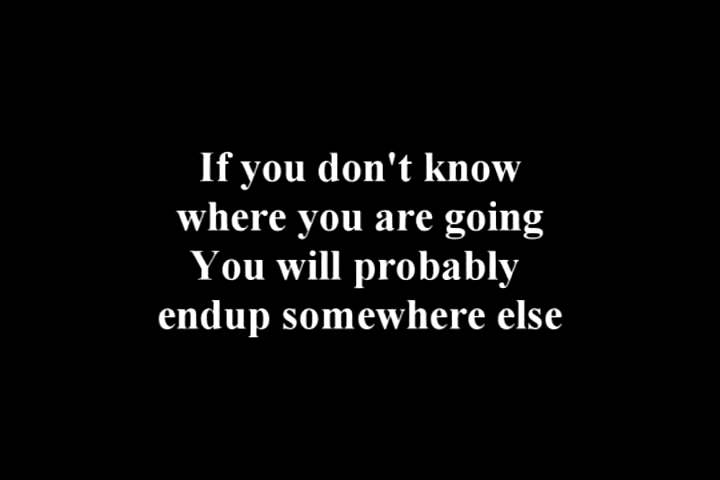 If you don't know
where you are going
You will probably
endup somewhere else